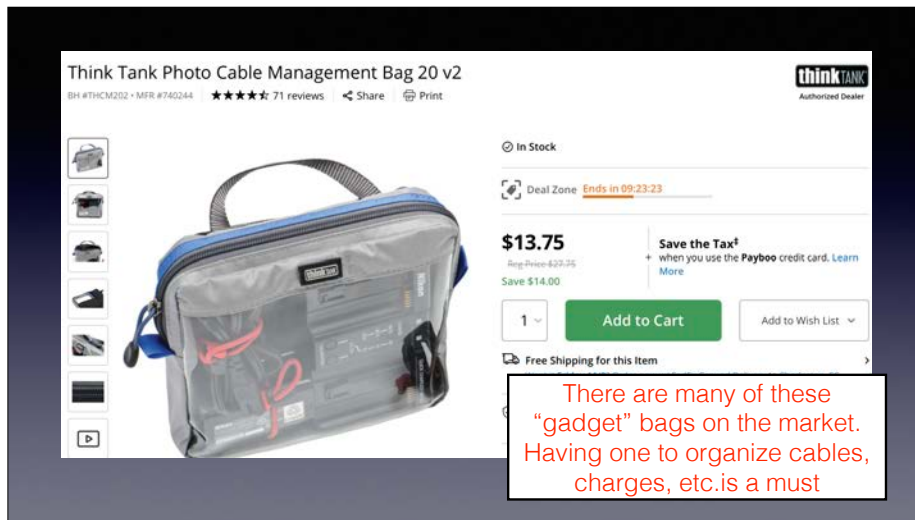 Think Tank Photo Cable Management Bag 20 v2
BH #THCM202 • MFR #740244 ★★★★⯪ 71 reviews Share Print
thinkTANK
Authorized Dealer
In Stock
Deal Zone Ends in 09:23:23
$13.75
Reg Price $27.75
Save $14.00
Save the Tax‡
+ when you use the Payboo credit card. Learn
More
1
Add to Cart
Add to Wish List
Free Shipping for this Item
think TANK
Nikon
There are many of these
“gadget” bags on the market.
Having one to organize cables,
charges, etc.is a must